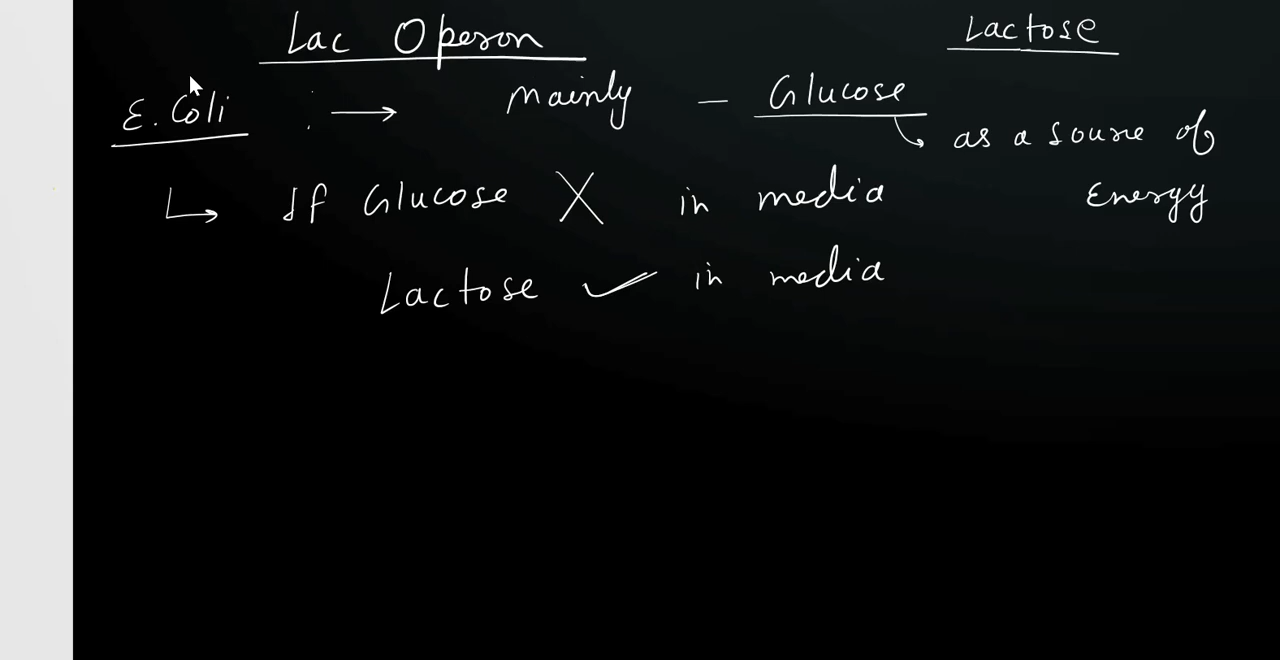 Lac Operon
Lactose
E. Coli : → mainly – Glucose
as a source of
Energy
↳ If Glucose X in media
Lactose ✓ in media